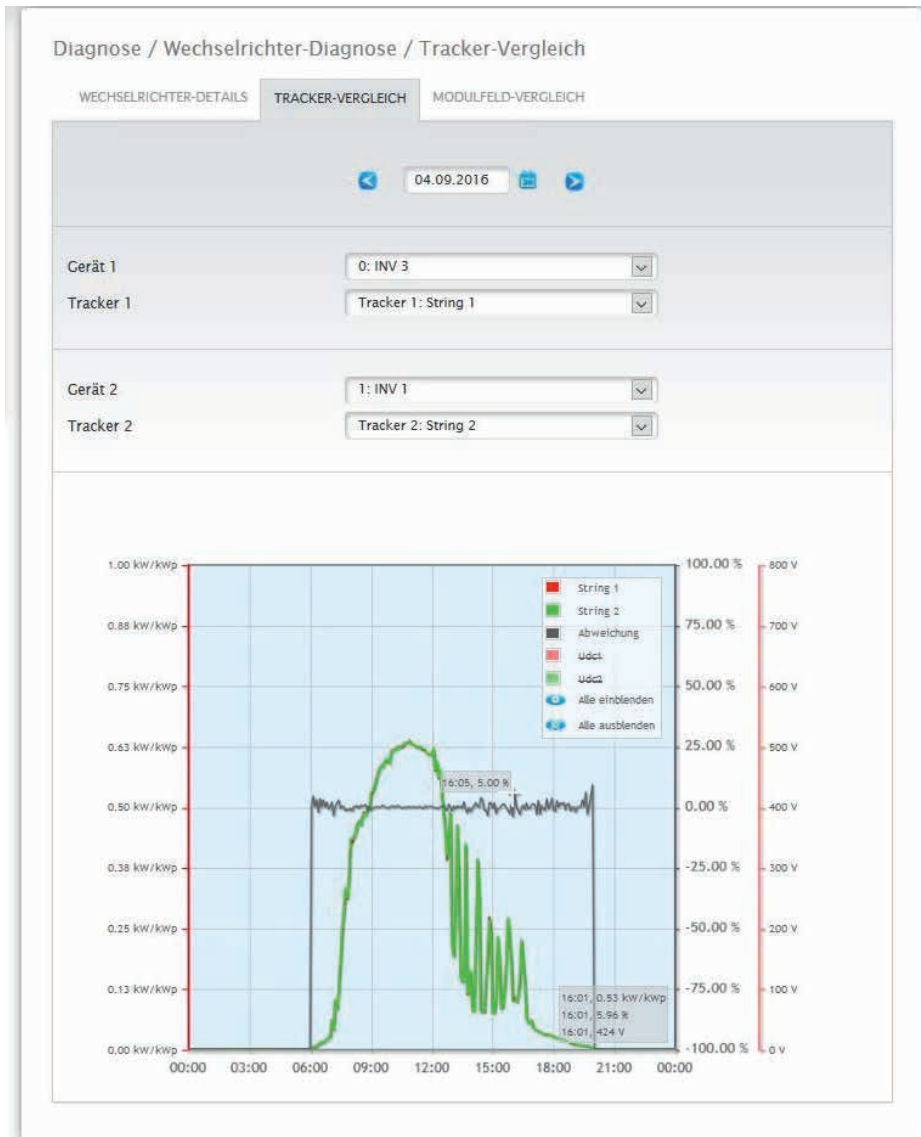 Diagnose / Wechselrichter-Diagnose / Tracker-Vergleich
WECHSELRICHTER-DETAILS TRACKER-VERGLEICH MODULFELD-VERGLEICH
04.09.2016
Gerät 1 0: INV 3
Tracker 1 Tracker 1: String 1
Gerät 2 1: INV 1
Tracker 2 Tracker 2: String 2
1.00 kW/kWp 100.00 % 800 V
String 1
String 2
0.88 kW/kWp Abweichung 75.00 % 700 V
Udc1
Udc2
0.75 kW/kWp 50.00 % 600 V
Alle einblenden
Alle ausblenden
0.63 kW/kWp 25.00 % 500 V
16:05, 5.00 %
0.50 kW/kWp 0.00 % 400 V
0.38 kW/kWp -25.00 % 300 V
0.25 kW/kWp -50.00 % 200 V
0.13 kW/kWp -75.00 % 100 V
16:01, 0.53 kW/kWp
16:01, 5.96 %
16:01, 424 V
0.00 kW/kWp -100.00 % 0 V
00:00 03:00 06:00 09:00 12:00 15:00 18:00 21:00 00:00